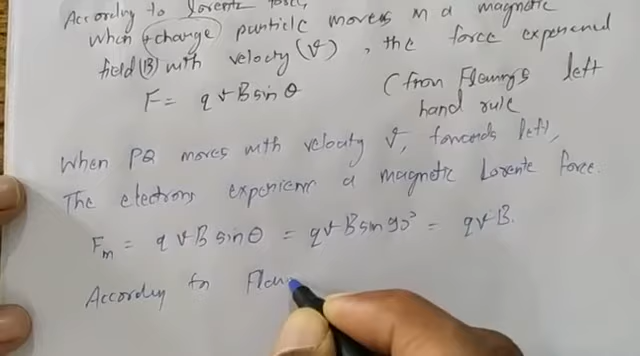 According to Lorentz force,
when +charge particle moves in a magnetic
field (B) with velocity (v), the force experienced
F = qvB sin θ (from Fleming's left
hand rule
When PQ moves with velocity v, towards left,
The electrons experience a magnetic Lorentz force.
Fm = qvB sin θ = qvB sin 90° = qvB.
According to Flem